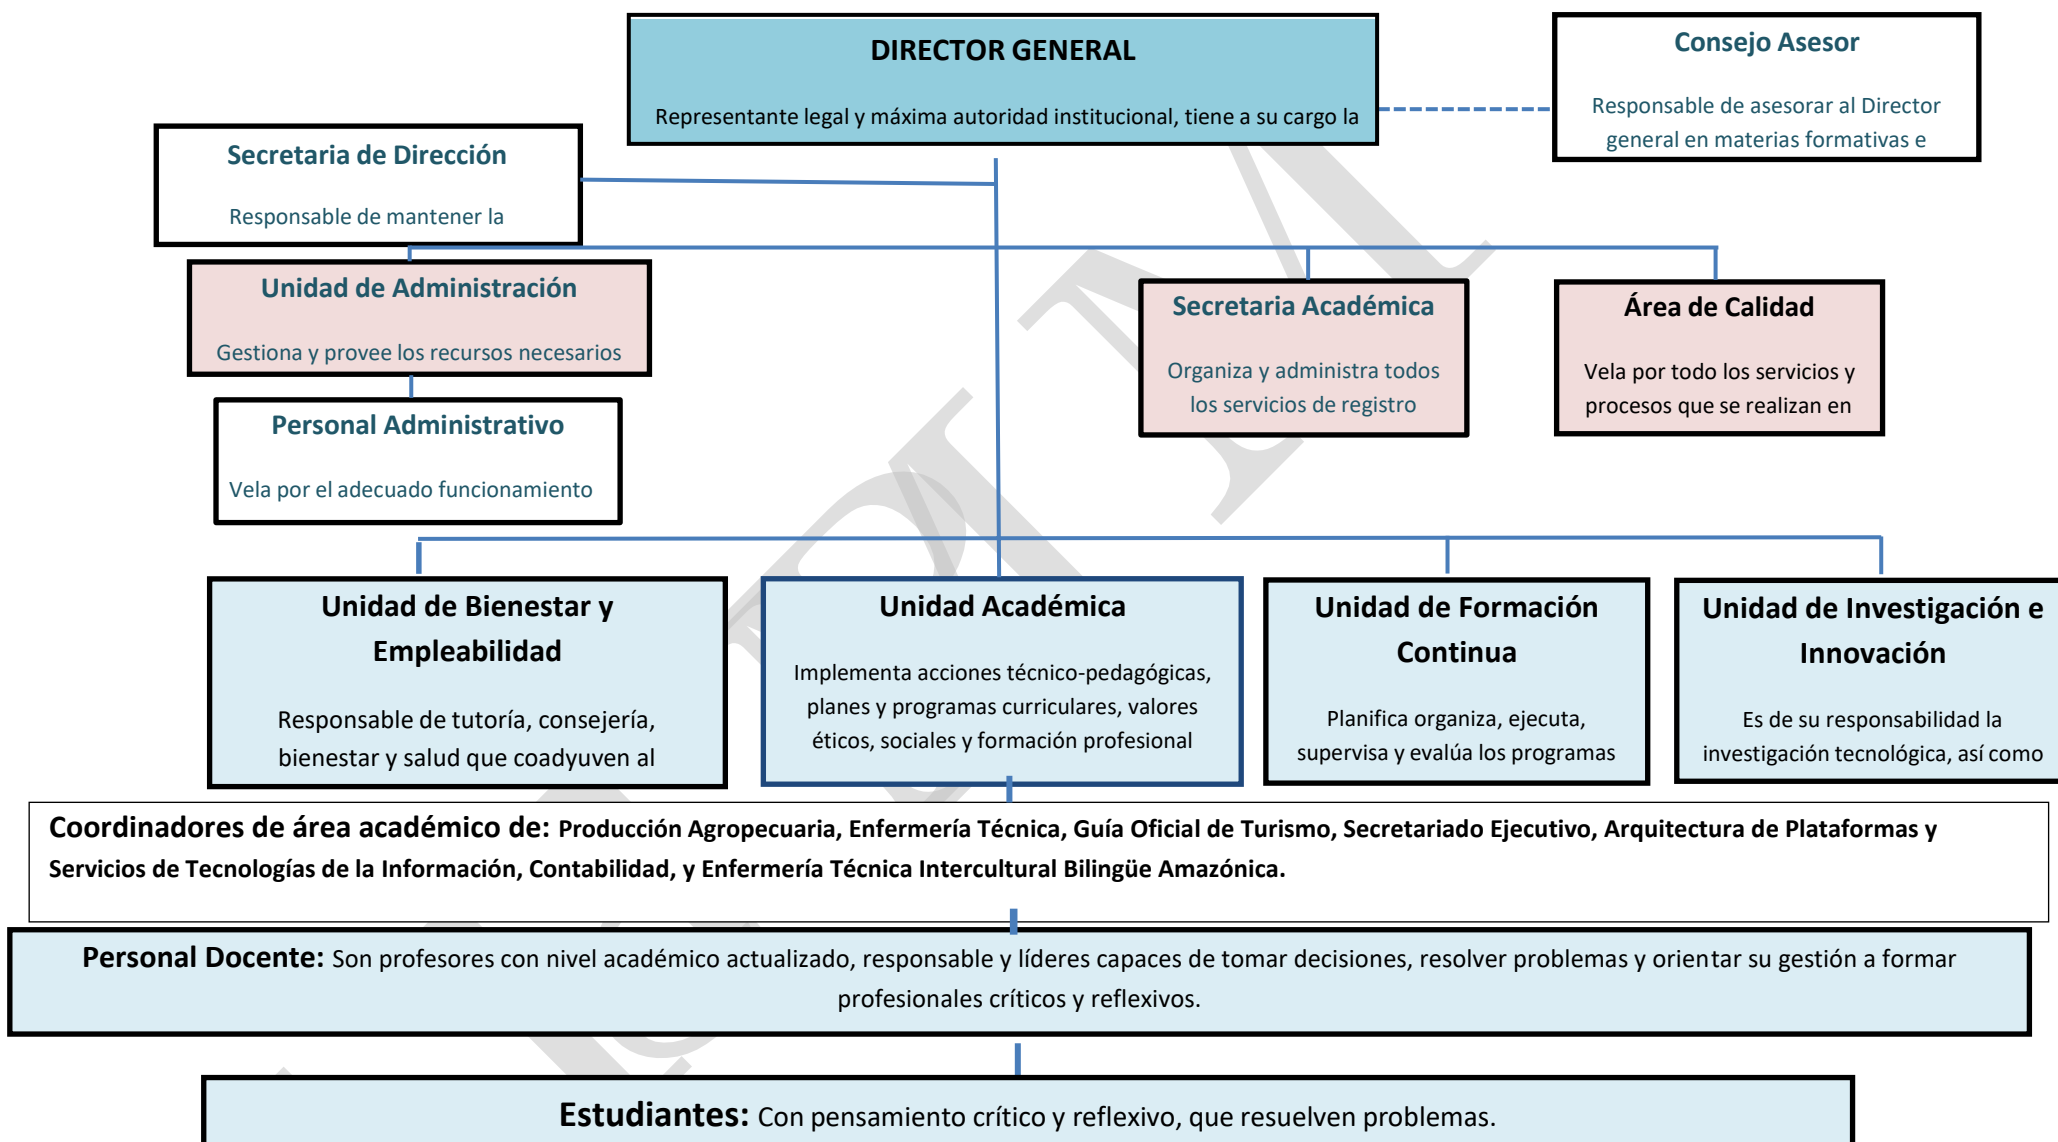 DIRECTOR GENERAL
Representante legal y máxima autoridad institucional, tiene a su cargo la
Consejo Asesor
Responsable de asesorar al Director
general en materias formativas e
Secretaria de Dirección
Responsable de mantener la
Unidad de Administración
Gestiona y provee los recursos necesarios
Secretaria Académica
Organiza y administra todos
los servicios de registro
Área de Calidad
Vela por todo los servicios y
procesos que se realizan en
Personal Administrativo
Vela por el adecuado funcionamiento
Unidad de Bienestar y
Empleabilidad
Responsable de tutoría, consejería,
bienestar y salud que coadyuven al
Unidad Académica
Implementa acciones técnico-pedagógicas,
planes y programas curriculares, valores
éticos, sociales y formación profesional
Unidad de Formación
Continua
Planifica organiza, ejecuta,
supervisa y evalúa los programas
Unidad de Investigación e
Innovación
Es de su responsabilidad la
investigación tecnológica, así como
Coordinadores de área académico de: Producción Agropecuaria, Enfermería Técnica, Guía Oficial de Turismo, Secretariado Ejecutivo, Arquitectura de Plataformas y
Servicios de Tecnologías de la Información, Contabilidad, y Enfermería Técnica Intercultural Bilingüe Amazónica.
Personal Docente: Son profesores con nivel académico actualizado, responsable y líderes capaces de tomar decisiones, resolver problemas y orientar su gestión a formar
profesionales críticos y reflexivos.
Estudiantes: Con pensamiento crítico y reflexivo, que resuelven problemas.